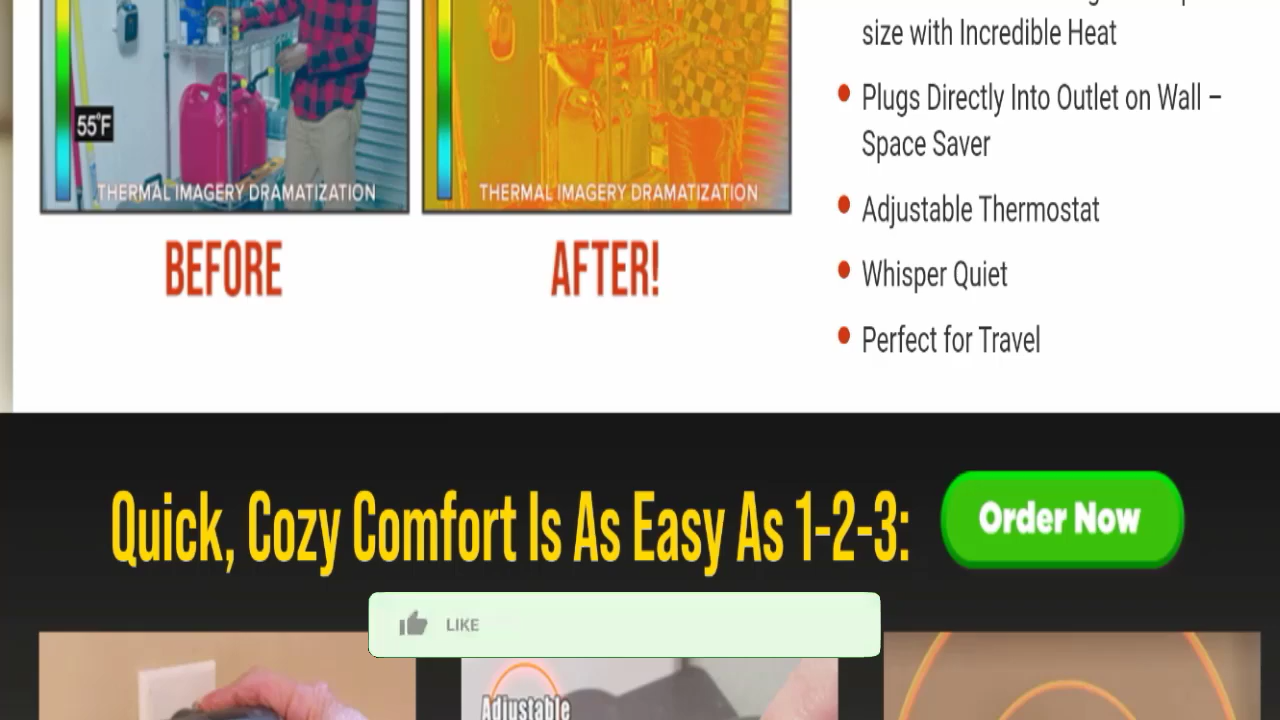 size with Incredible Heat
Plugs Directly Into Outlet on Wall –
Space Saver
Adjustable Thermostat
Whisper Quiet
Perfect for Travel
55°F
THERMAL IMAGERY DRAMATIZATION
THERMAL IMAGERY DRAMATIZATION
BEFORE
AFTER!
Quick, Cozy Comfort Is As Easy As 1-2-3:
Order Now
LIKE
Adjustable